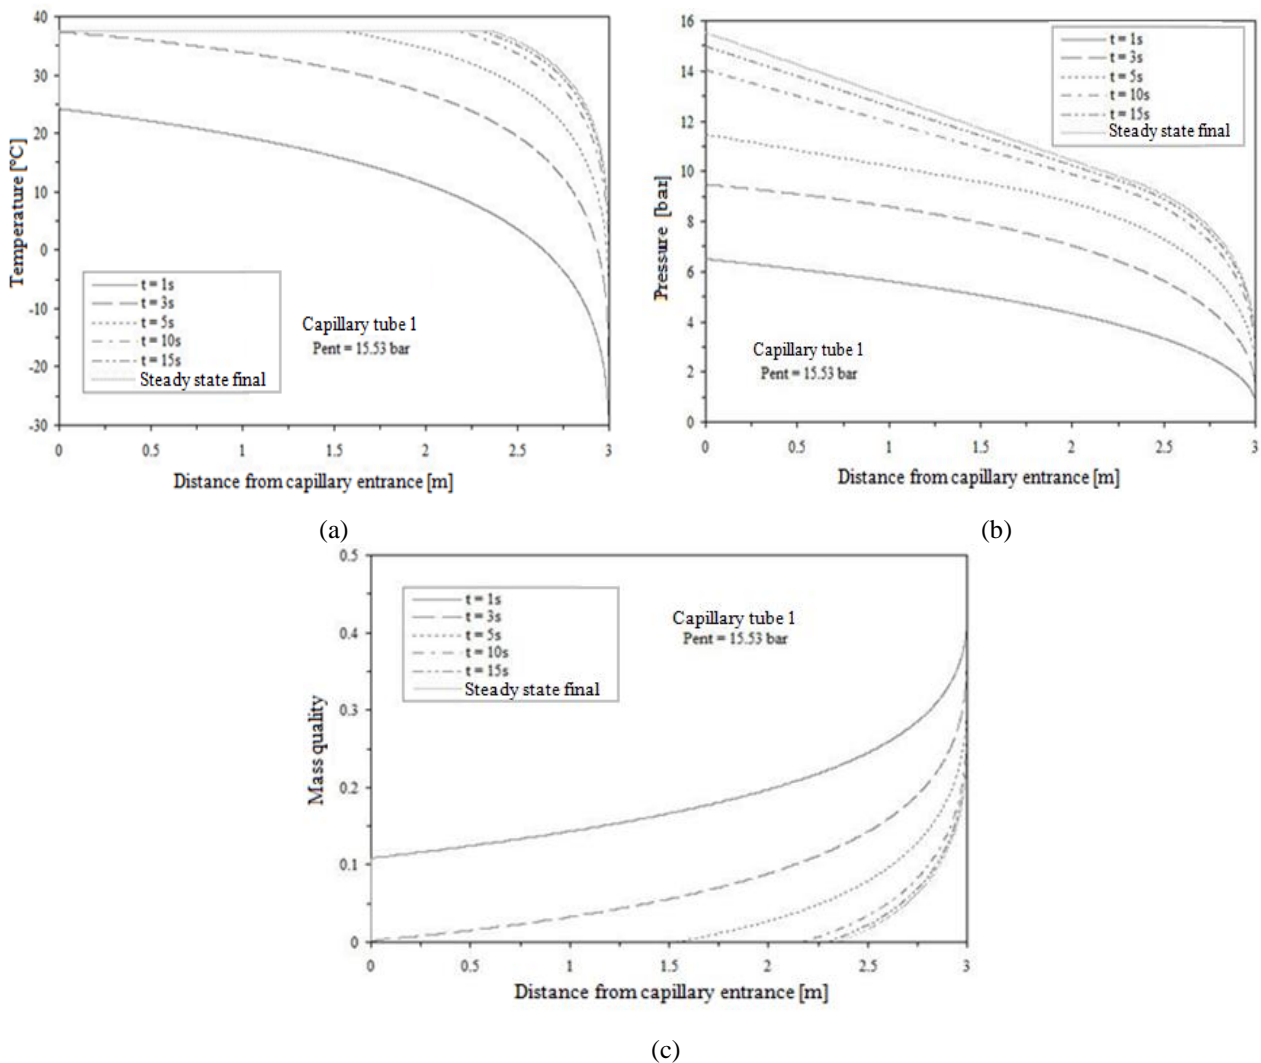 40
30
20
10
0
-10
-20
-30
Temperature [°C]
t = 1s
t = 3s
t = 5s
t = 10s
t = 15s
Steady state final
Capillary tube 1
Pent = 15.53 bar
0 0.5 1 1.5 2 2.5 3
Distance from capillary entrance [m]
(a)
16
14
12
10
8
6
4
2
0
Pressure [bar]
t = 1s
t = 3s
t = 5s
t = 10s
t = 15s
Steady state final
Capillary tube 1
Pent = 15.53 bar
0 0.5 1 1.5 2 2.5 3
Distance from capillary entrance [m]
(b)
0.5
0.4
0.3
0.2
0.1
0
Mass quality
t = 1s
t = 3s
t = 5s
t = 10s
t = 15s
Steady state final
Capillary tube 1
Pent = 15.53 bar
0 0.5 1 1.5 2 2.5 3
Distance from capillary entrance [m]
(c)